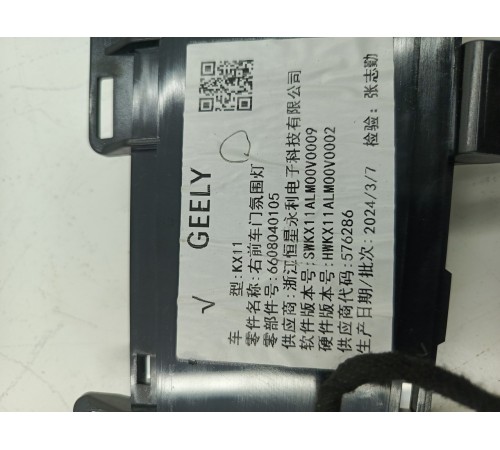 √ GEELY
车 型:KX11
零件名称:右前车门氛围灯
零部件号:6608040105
供应商:浙江恒星永利电子科技有限公司
软件版本号:SWKX11ALM00V0009
硬件版本号:HWKX11ALM00V0002
供应商代码:576286
生产日期/批次:2024/3/7 检验:张志勤